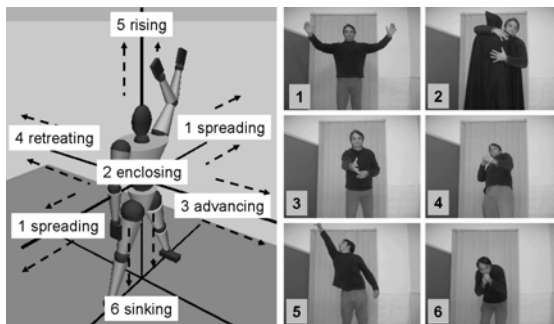 5 rising
4 retreating
1 spreading
2 enclosing
3 advancing
1 spreading
6 sinking
1
2
3
4
5
6